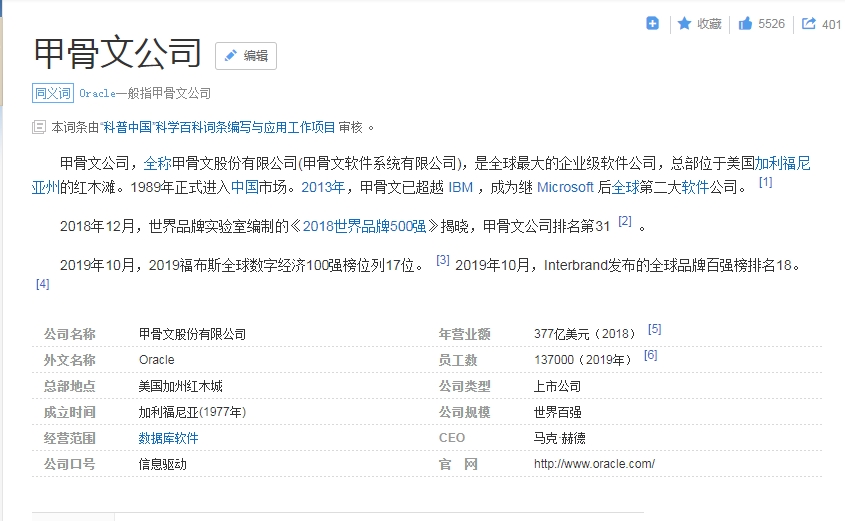 收藏 5526 401
甲骨文公司 编辑
同义词 Oracle一般指甲骨文公司
本词条由“科普中国”科学百科词条编写与应用工作项目 审核 。
甲骨文公司，全称甲骨文股份有限公司(甲骨文软件系统有限公司)，是全球最大的企业级软件公司，总部位于美国加利福尼
亚州的红木滩。1989年正式进入中国市场。2013年，甲骨文已超越 IBM ，成为继 Microsoft 后全球第二大软件公司。 [1]
2018年12月，世界品牌实验室编制的《2018世界品牌500强》揭晓，甲骨文公司排名第31 [2] 。
2019年10月，2019福布斯全球数字经济100强榜位列17位。 [3] 2019年10月，Interbrand发布的全球品牌百强榜排名18。
[4]
公司名称 甲骨文股份有限公司 年营业额 377亿美元（2018） [5]
外文名称 Oracle 员工数 137000（2019年） [6]
总部地点 美国加州红木城 公司类型 上市公司
成立时间 加利福尼亚(1977年) 公司规模 世界百强
经营范围 数据库软件 CEO 马克·赫德
公司口号 信息驱动 官 网 http://www.oracle.com/